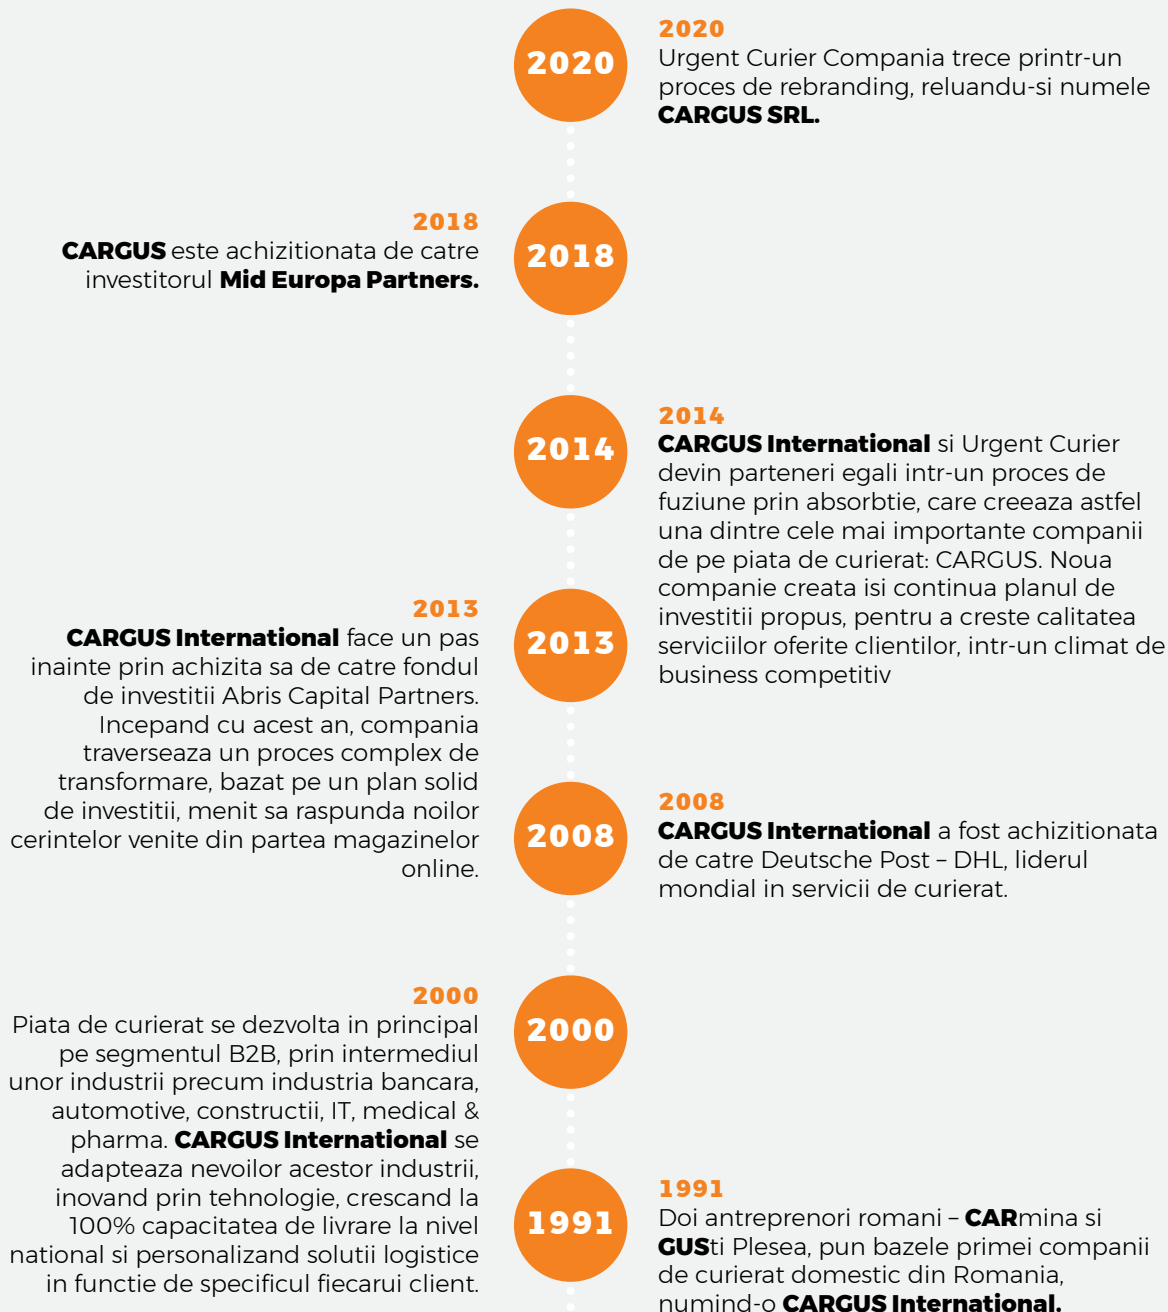 2020
2020
Urgent Curier Compania trece printr-un
proces de rebranding, reluandu-si numele
CARGUS SRL.
2018
CARGUS este achizitionata de catre
investitorul Mid Europa Partners.
2018
2014
2014
CARGUS International si Urgent Curier
devin parteneri egali intr-un proces de
fuziune prin absorbtie, care creeaza astfel
una dintre cele mai importante companii
de pe piata de curierat: CARGUS. Noua
companie creata isi continua planul de
investitii propus, pentru a creste calitatea
serviciilor oferite clientilor, intr-un climat de
business competitiv
2013
CARGUS International face un pas
inainte prin achizita sa de catre fondul
de investitii Abris Capital Partners.
Incepand cu acest an, compania
traverseaza un proces complex de
transformare, bazat pe un plan solid
de investitii, menit sa raspunda noilor
cerintelor venite din partea magazinelor
online.
2013
2008
2008
CARGUS International a fost achizitionata
de catre Deutsche Post – DHL, liderul
mondial in servicii de curierat.
2000
Piata de curierat se dezvolta in principal
pe segmentul B2B, prin intermediul
unor industrii precum industria bancara,
automotive, constructii, IT, medical &
pharma. CARGUS International se
adapteaza nevoilor acestor industrii,
inovand prin tehnologie, crescand la
100% capacitatea de livrare la nivel
national si personalizand solutii logistice
in functie de specificul fiecarui client.
2000
1991
1991
Doi antreprenori romani – CARmina si
GUSti Plesea, pun bazele primei companii
de curierat domestic din Romania,
numind-o CARGUS International.